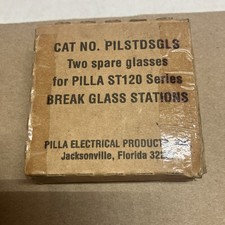 CAT NO. PILSTDSGLS
Two spare glasses
for PILLA ST120 Series
BREAK GLASS STATIONS
PILLA ELECTRICAL PRODUCTS
Jacksonville, Florida